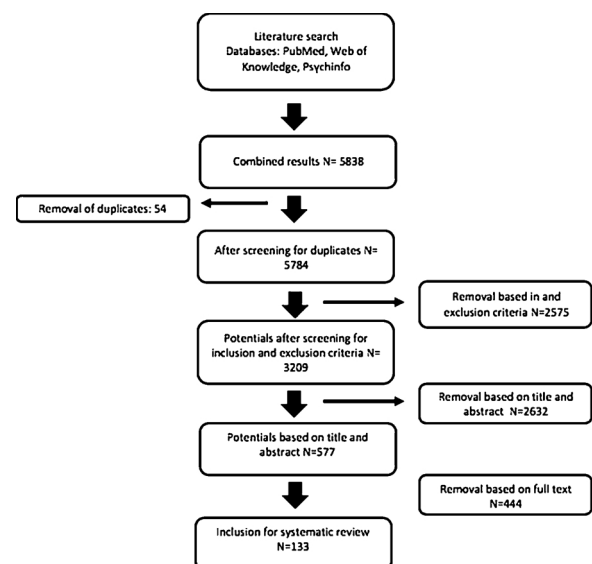 Literature search
Databases: PubMed, Web of
Knowledge, Psychinfo
Combined results N= 5838
Removal of duplicates: 54
After screening for duplicates N=
5784
Removal based in and
exclusion criteria N=2575
Potentials after screening for
inclusion and exclusion criteria N=
3209
Removal based on title and
abstract N=2632
Potentials based on title and
abstract N=577
Removal based on full text
N=444
Inclusion for systematic review
N=133